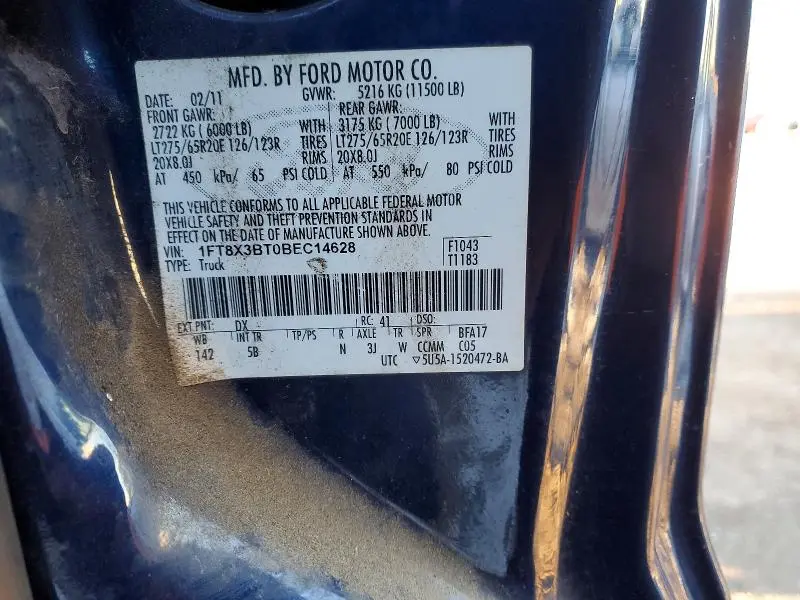 MFD. BY FORD MOTOR CO.
DATE: 02/11 GVWR: 5216 KG (11500 LB)
FRONT GAWR: REAR GAWR:
2722 KG ( 6000 LB) WITH 3175 KG ( 7000 LB) WITH
LT275/65R20E 126/123R TIRES LT275/65R20E 126/123R TIRES
20X8.0J RIMS 20X8.0J RIMS
AT 450 kPa/ 65 PSI COLD AT 550 kPa/ 80 PSI COLD
THIS VEHICLE CONFORMS TO ALL APPLICABLE FEDERAL MOTOR
VEHICLE SAFETY AND THEFT PREVENTION STANDARDS IN
EFFECT ON THE DATE OF MANUFACTURE SHOWN ABOVE.
VIN: 1FT8X3BT0BEC14628 F1043
TYPE: Truck T1183
EXT PNT: DX RC: 41 DSO:
WB INT TR TP/PS R AXLE TR SPR BFA17
142 5B N 3J W CCMM C05
UTC ▽5U5A-1520472-BA